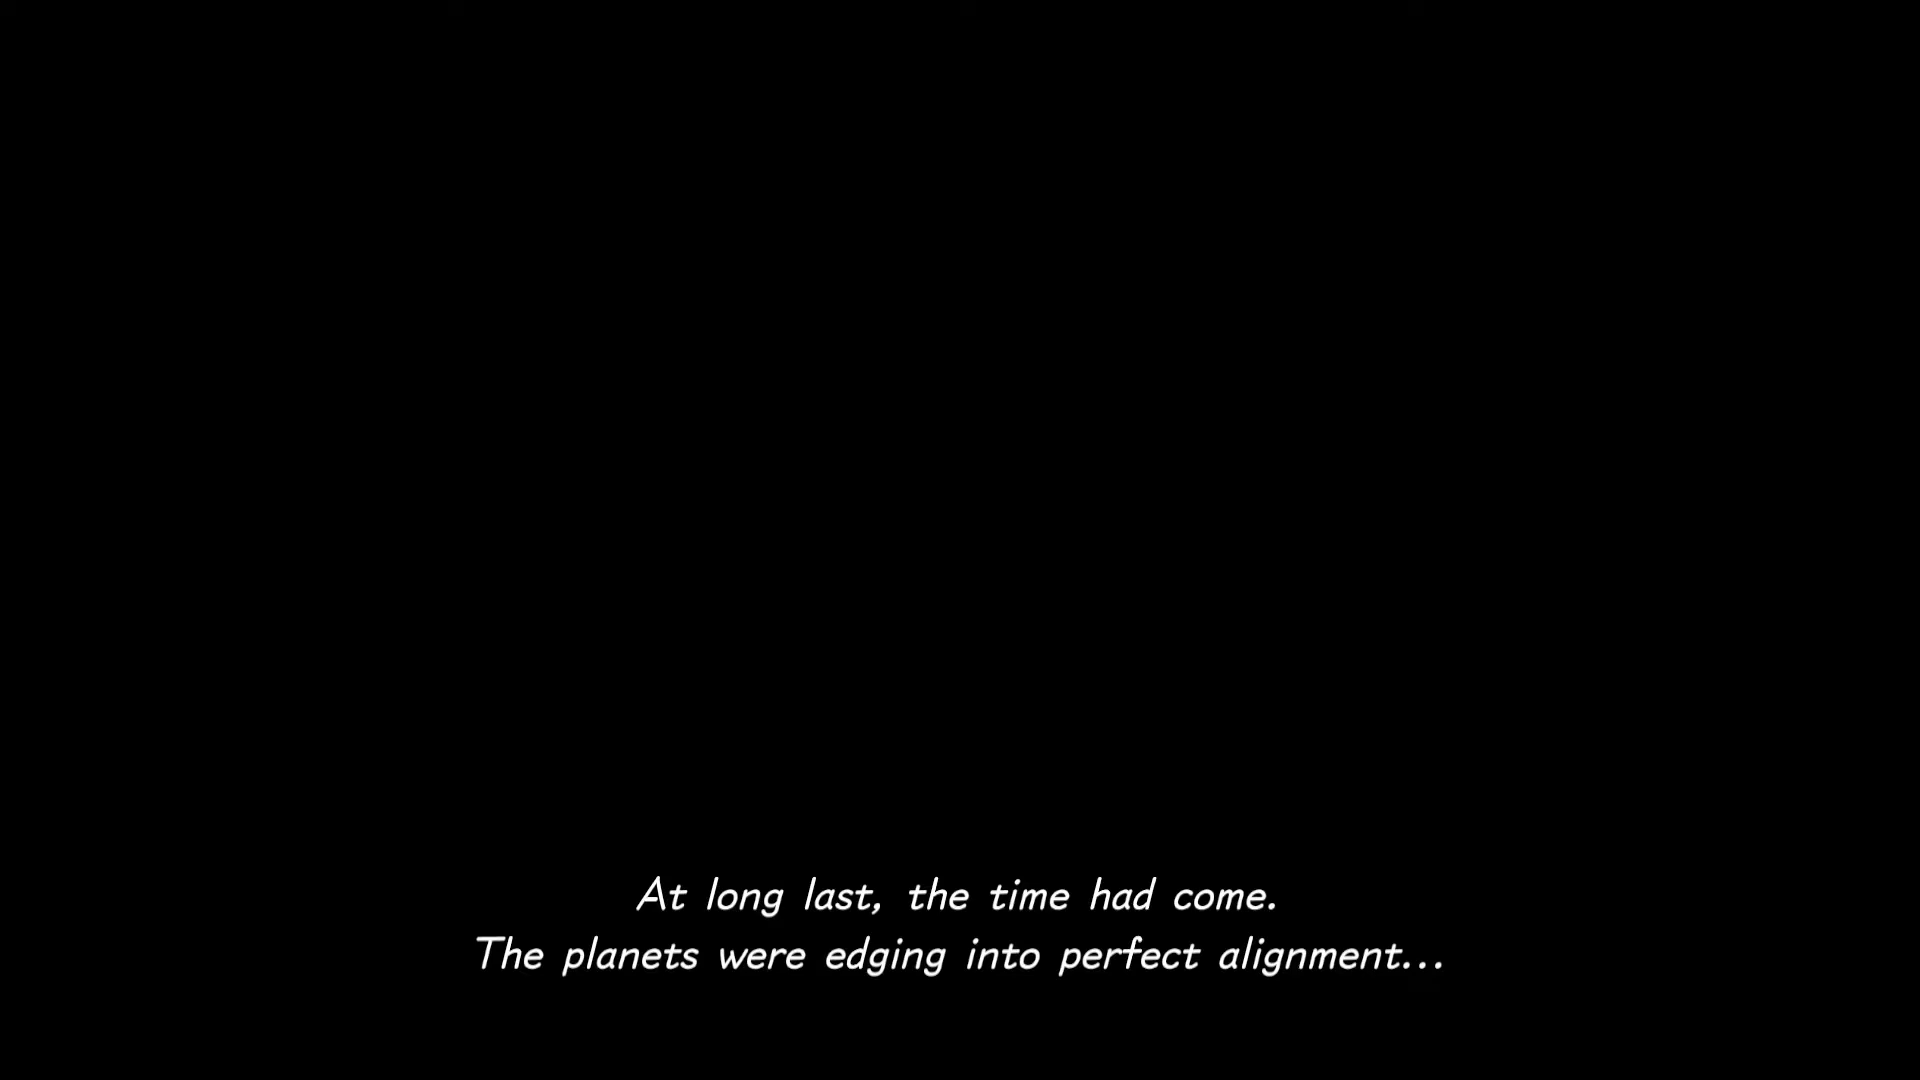 At long last, the time had come.
The planets were edging into perfect alignment...